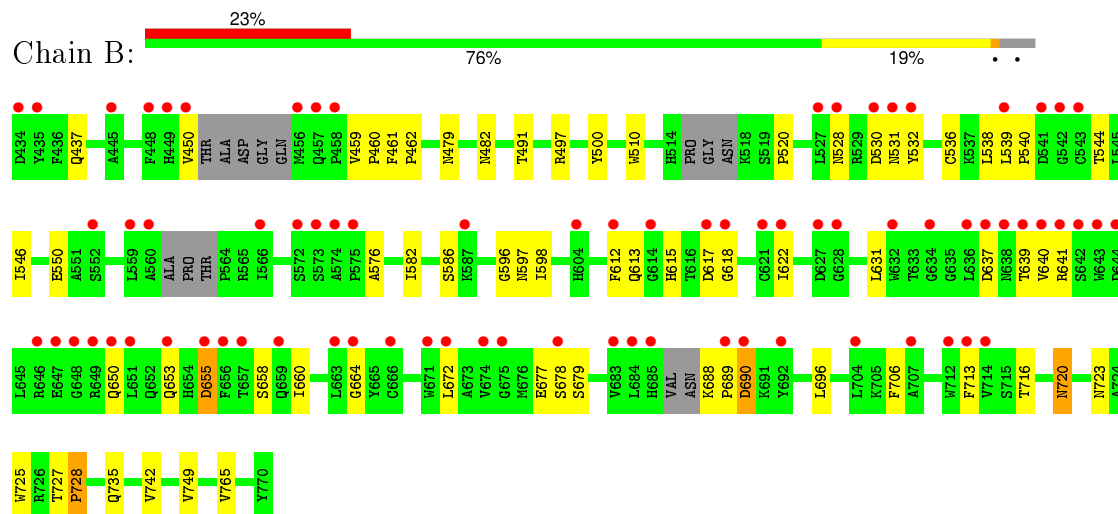 23%
Chain B:
76% 19% • •
D434 Y435 F436 Q437 A445 F448 H449 V450 THR ALA ASP GLY GLN M456 Q457 P458 V459 P460 F461 P462 N479 N482 T491 R497 Y500 W510 H514 PRO GLY ASN K518 S519 P520 L527 N528 R529 D530 N531 Y532 C536 K537 L538 L539 P540 D541 G542 C543 T544 L545
I546 E550 A551 S552 L559 A560 ALA PRO THR P564 R565 I566 S572 S573 A574 P575 A576 I582 S586 K587 G596 N597 I598 H604 F612 Q613 G614 H615 T616 D617 G618 C621 I622 D627 G628 L631 W632 T633 G634 G635 L636 D637 N638 T639 V640 R641 S642 W643 D644
L645 R646 E647 G648 R649 Q650 L651 Q652 Q653 H654 D655 F656 T657 S658 Q659 I660 L663 G664 Y665 C666 W671 L672 A673 V674 G675 M676 E677 S678 S679 V683 L684 H685 VAL ASN K688 P689 D690 K691 Y692 L696 L704 K705 F706 A707 W712 F713 V714 S715 T716 N720 N723 A724
W725 R726 T727 P728 Q735 V742 V749 V765 Y770